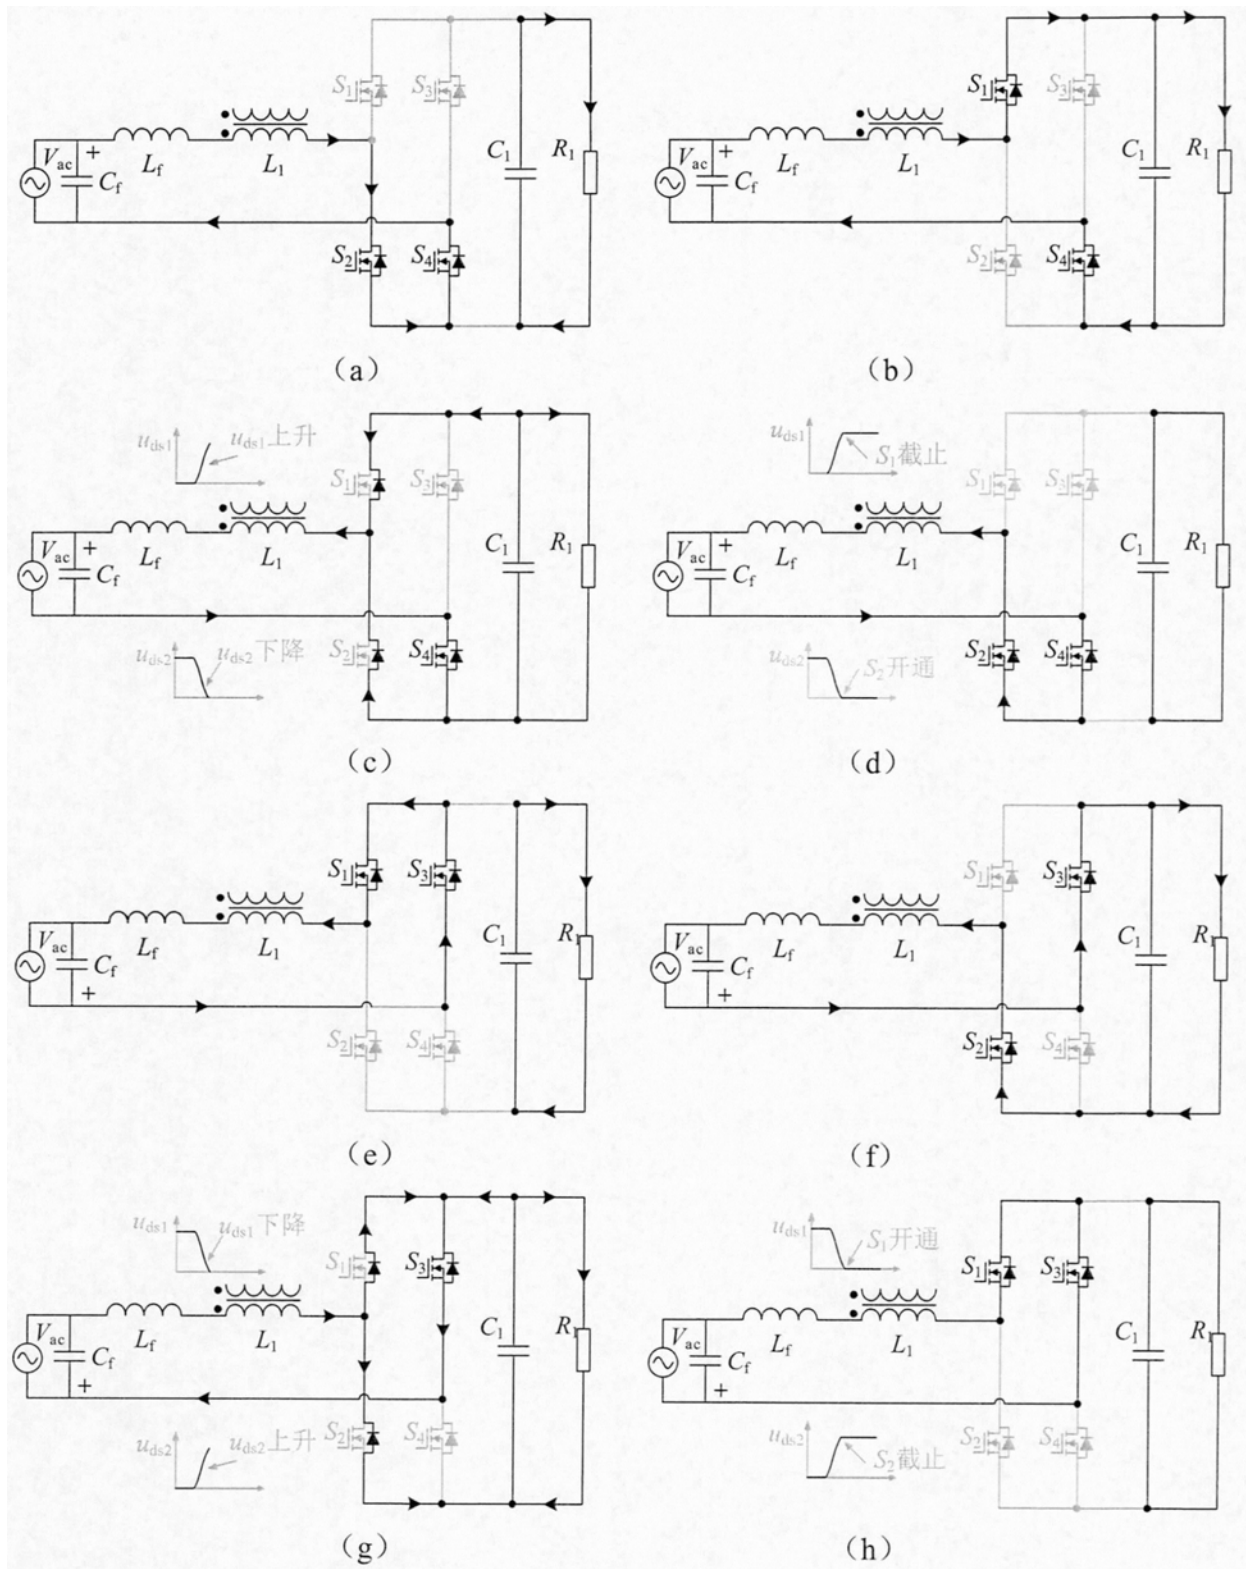 S1 S3
Vac + Cf Lf L1 C1 R1
S2 S4
(a)
S1 S3
Vac + Cf Lf L1 C1 R1
S2 S4
(b)
uds1 uds1上升
S1 S3
Vac + Cf Lf L1 C1 R1
uds2 uds2下降 S2 S4
(c)
uds1 S1截止
S1 S3
Vac + Cf Lf L1 C1 R1
uds2 S2开通 S2 S4
(d)
S1 S3
Vac Cf + Lf L1 C1 R1
S2 S4
(e)
S1 S3
Vac Cf + Lf L1 C1 R1
S2 S4
(f)
uds1 uds1下降
S1 S3
Vac Cf + Lf L1 C1 R1
uds2 uds2上升 S2 S4
(g)
uds1 S1开通
S1 S3
Vac Cf + Lf L1 C1 R1
uds2 S2截止 S2 S4
(h)